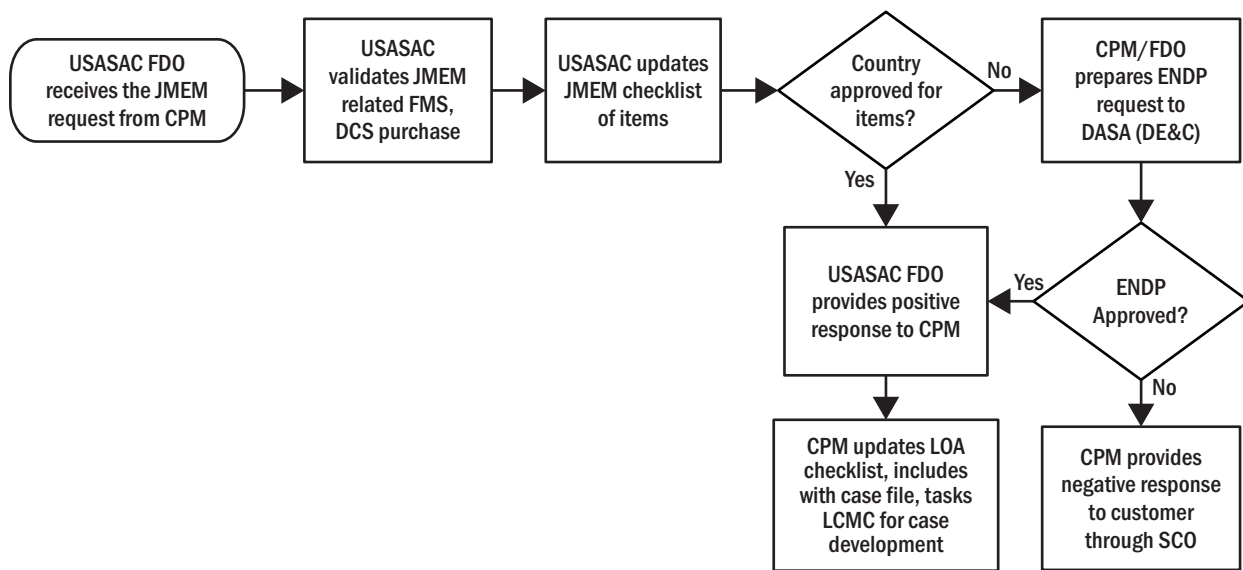 USASAC FDO
receives the JMEM
request from CPM
USASAC
validates JMEM
related FMS,
DCS purchase
USASAC updates
JMEM checklist
of items
Country
approved for
items?
No
CPM/FDO
prepares ENDP
request to
DASA (DE&C)
Yes
USASAC FDO
provides positive
response to CPM
Yes
ENDP
Approved?
No
CPM updates LOA
checklist, includes
with case file, tasks
LCMC for case
development
CPM provides
negative response
to customer
through SCO